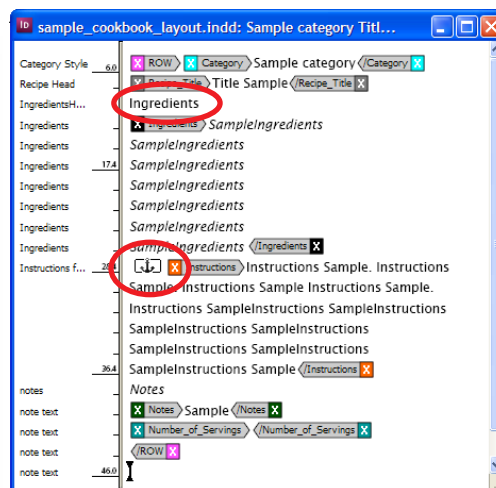 sample_cookbook_layout.indd: Sample category Titl...
Category Style 6.0 ROW Category Sample category /Category
Recipe Head Recipe_Title Title Sample /Recipe_Title
IngredientsH... Ingredients
Ingredients Ingredients SampleIngredients
Ingredients SampleIngredients
Ingredients 17.4 SampleIngredients
Ingredients SampleIngredients
Ingredients SampleIngredients
Ingredients SampleIngredients
Ingredients SampleIngredients /Ingredients
Instructions f... Instructions Instructions Sample. Instructions
Sample. Instructions Sample Instructions Sample.
Instructions SampleInstructions SampleInstructions
SampleInstructions SampleInstructions
SampleInstructions SampleInstructions
36.4 SampleInstructions Sample /Instructions
notes Notes
note text Notes Sample /Notes
note text Number_of_Servings /Number_of_Servings
note text /ROW
note text 46.0